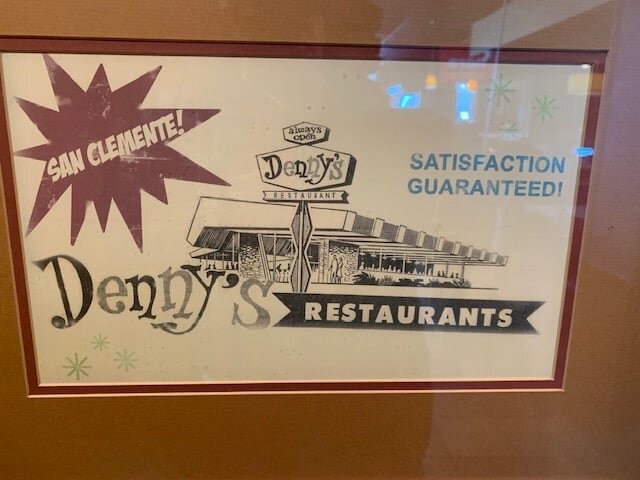 SAN CLEMENTE!
always
open
Denny's
RESTAURANT
SATISFACTION
GUARANTEED!
Denny's
RESTAURANTS